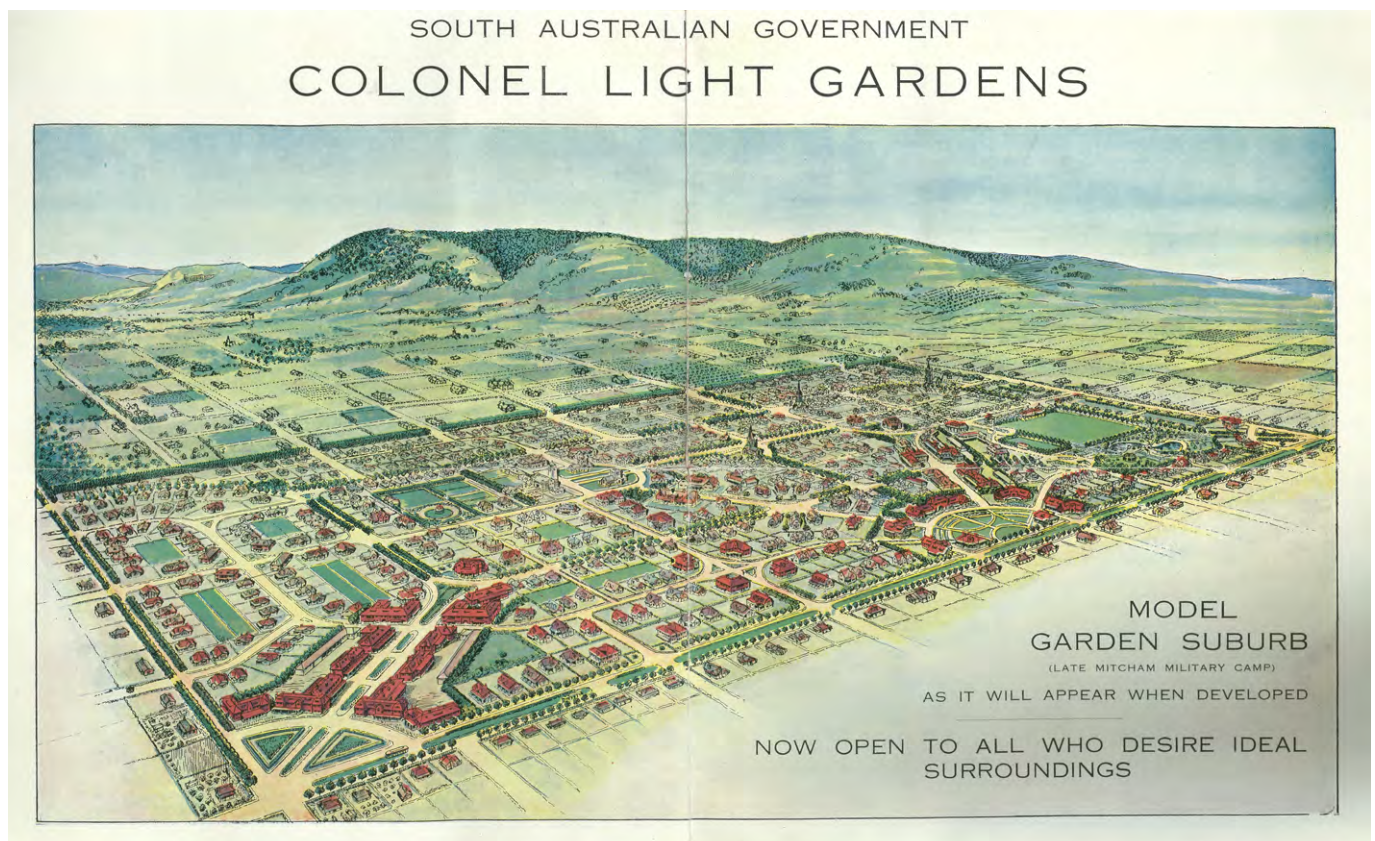 SOUTH AUSTRALIAN GOVERNMENT
COLONEL LIGHT GARDENS
MODEL
GARDEN SUBURB
(LATE MITCHAM MILITARY CAMP)
AS IT WILL APPEAR WHEN DEVELOPED
NOW OPEN TO ALL WHO DESIRE IDEAL
SURROUNDINGS